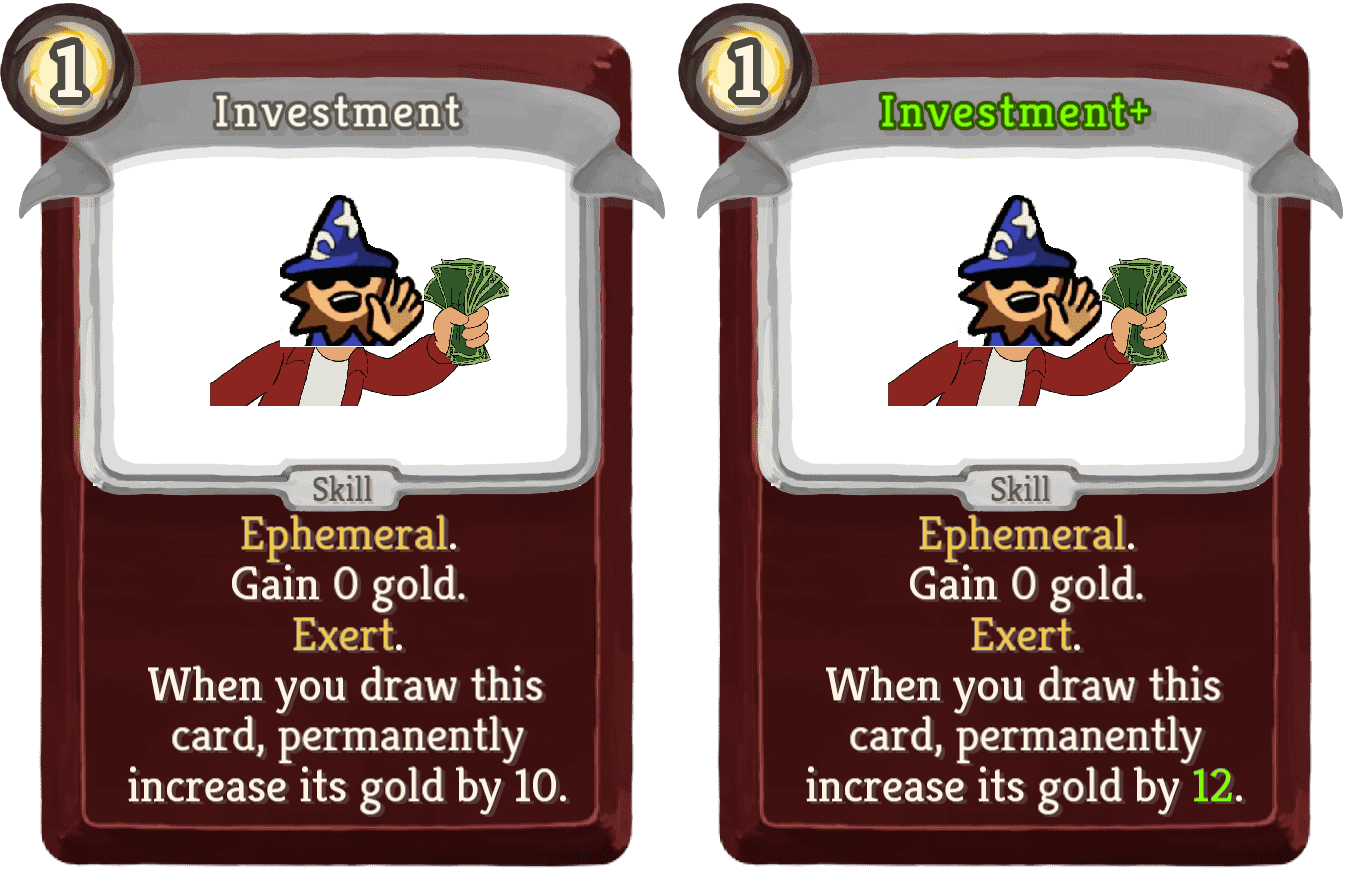 1
Investment
Skill
Ephemeral.
Gain 0 gold.
Exert.
When you draw this
card, permanently
increase its gold by 10.
1
Investment+
Skill
Ephemeral.
Gain 0 gold.
Exert.
When you draw this
card, permanently
increase its gold by 12.